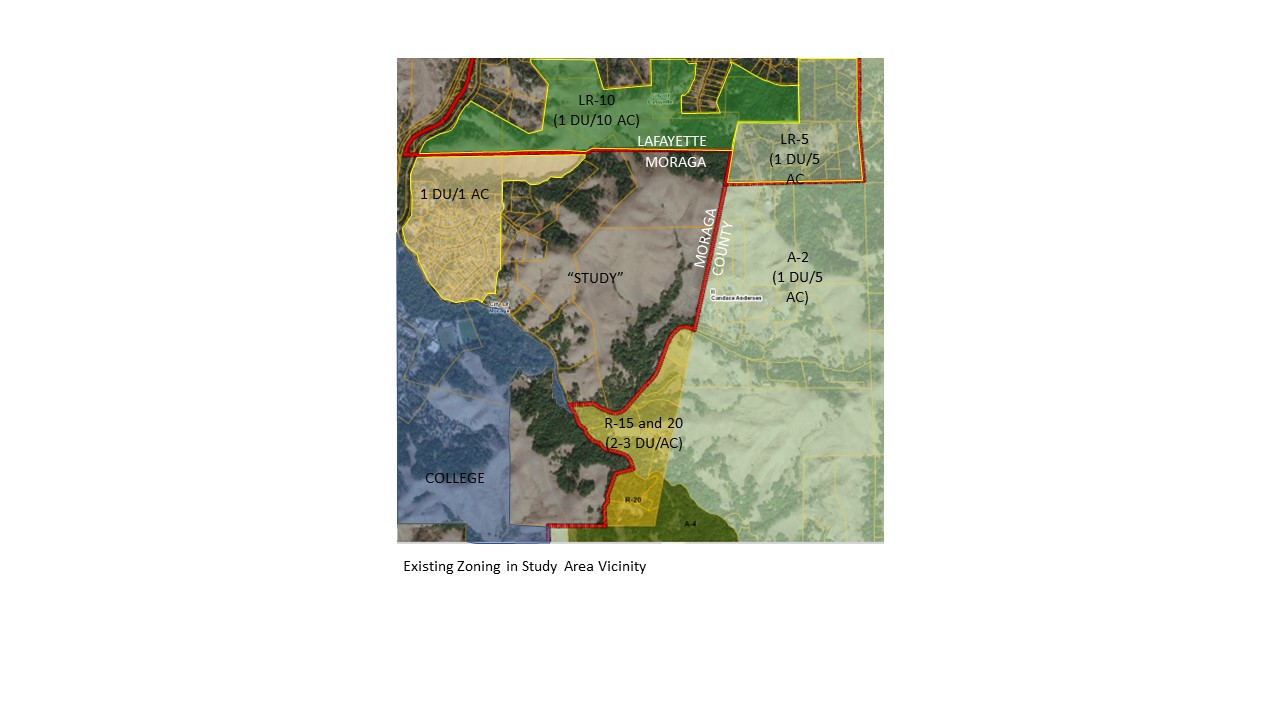 LR-10
(1 DU/10 AC)
LAFAYETTE
MORAGA
LR-5
(1 DU/5
AC
1 DU/1 AC
MORAGA
COUNTY
A-2
(1 DU/5
AC)
“STUDY”
Candace Andersen
City of
R-15 and 20
(2-3 DU/AC)
COLLEGE
R-20
A-4
Existing Zoning in Study Area Vicinity